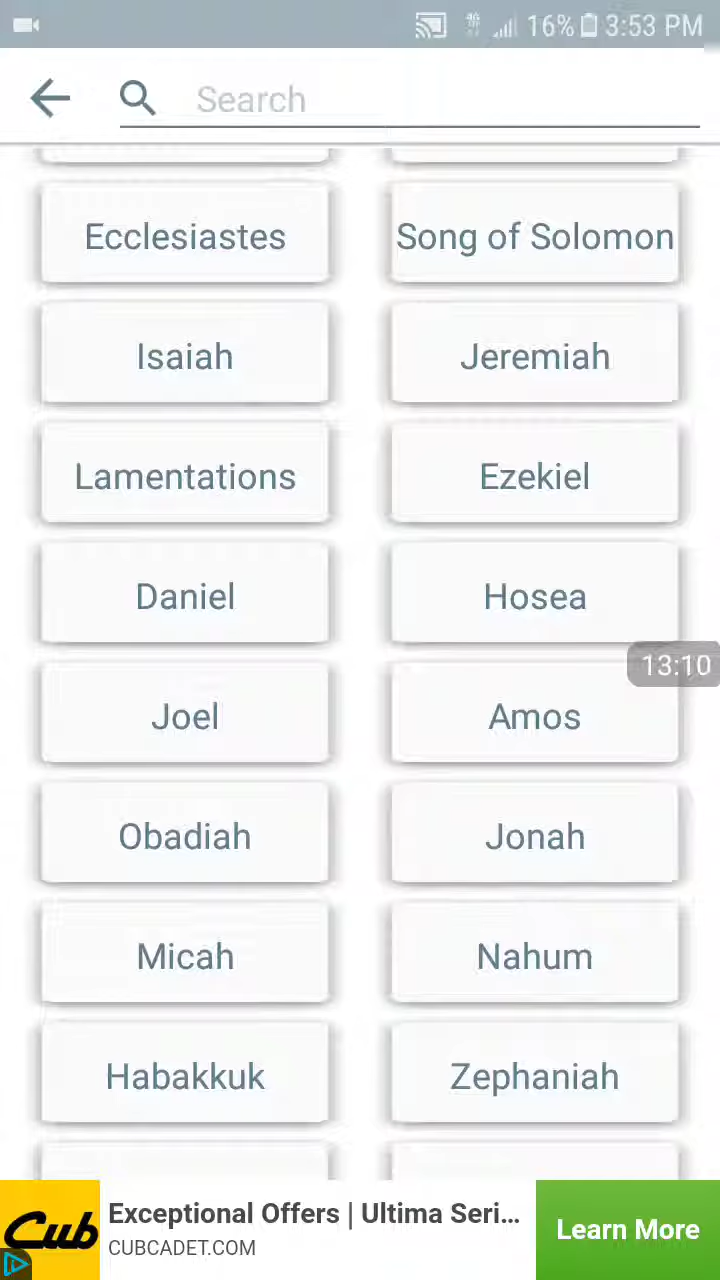 16% 3:53 PM
Search
Ecclesiastes Song of Solomon
Isaiah Jeremiah
Lamentations Ezekiel
Daniel Hosea
13:10
Joel Amos
Obadiah Jonah
Micah Nahum
Habakkuk Zephaniah
Cub Exceptional Offers | Ultima Seri... Learn More
CUBCADET.COM